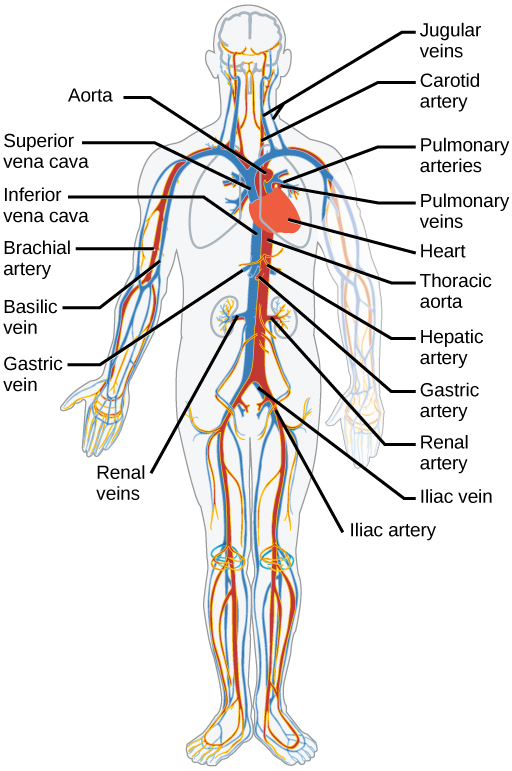 Jugular
veins
Carotid
artery
Aorta
Superior
vena cava
Pulmonary
arteries
Inferior
vena cava
Pulmonary
veins
Heart
Brachial
artery
Thoracic
aorta
Basilic
vein
Hepatic
artery
Gastric
vein
Gastric
artery
Renal
artery
Renal
veins
Iliac vein
Iliac artery